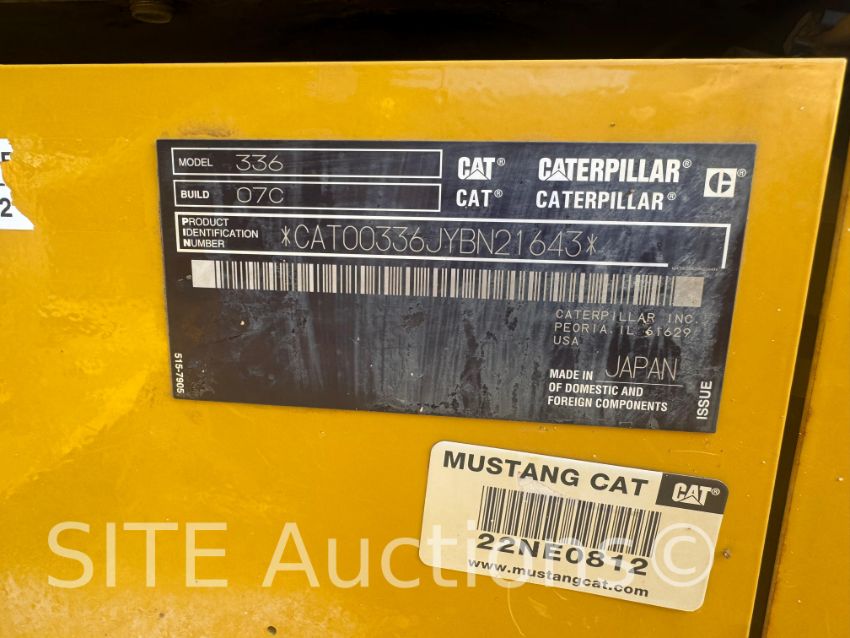 F
2
MODEL 336
BUILD 07C
CAT® CATERPILLAR®
CAT® CATERPILLAR®
C
PRODUCT
IDENTIFICATION
NUMBER
*CAT00336JYBN21643*
CATERPILLAR INC.
PEORIA, IL 61629
USA
MADE IN JAPAN
OF DOMESTIC AND
FOREIGN COMPONENTS
515-7905
ISSUE
MUSTANG CAT
CAT®
22NE0812
www.mustangcat.com
SITE Auctions©